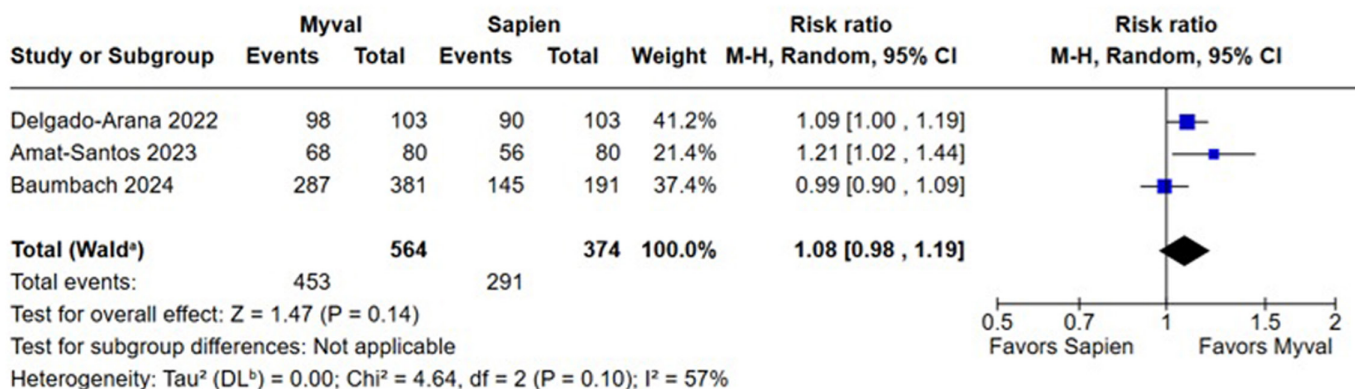 Myval Sapien Risk ratio Risk ratio
Study or Subgroup Events Total Events Total Weight M-H, Random, 95% CI M-H, Random, 95% CI
Delgado-Arana 2022 98 103 90 103 41.2% 1.09 [1.00 , 1.19]
Amat-Santos 2023 68 80 56 80 21.4% 1.21 [1.02 , 1.44]
Baumbach 2024 287 381 145 191 37.4% 0.99 [0.90 , 1.09]
Total (Waldᵃ) 564 374 100.0% 1.08 [0.98 , 1.19]
Total events: 453 291
Test for overall effect: Z = 1.47 (P = 0.14)
0.5 0.7 1 1.5 2
Test for subgroup differences: Not applicable
Favors Sapien Favors Myval
Heterogeneity: Tau² (DLᵇ) = 0.00; Chi² = 4.64, df = 2 (P = 0.10); I² = 57%